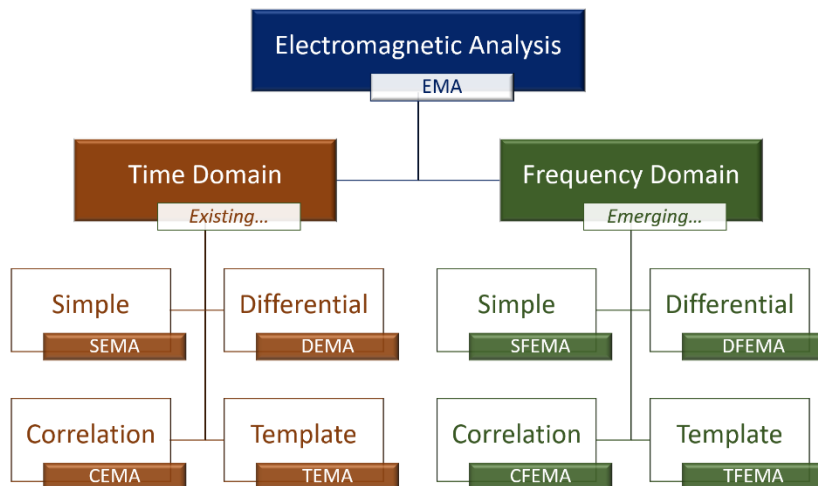 Electromagnetic Analysis
EMA
Time Domain
Existing...
Frequency Domain
Emerging...
Simple
SEMA
Differential
DEMA
Simple
SFEMA
Differential
DFEMA
Correlation
CEMA
Template
TEMA
Correlation
CFEMA
Template
TFEMA